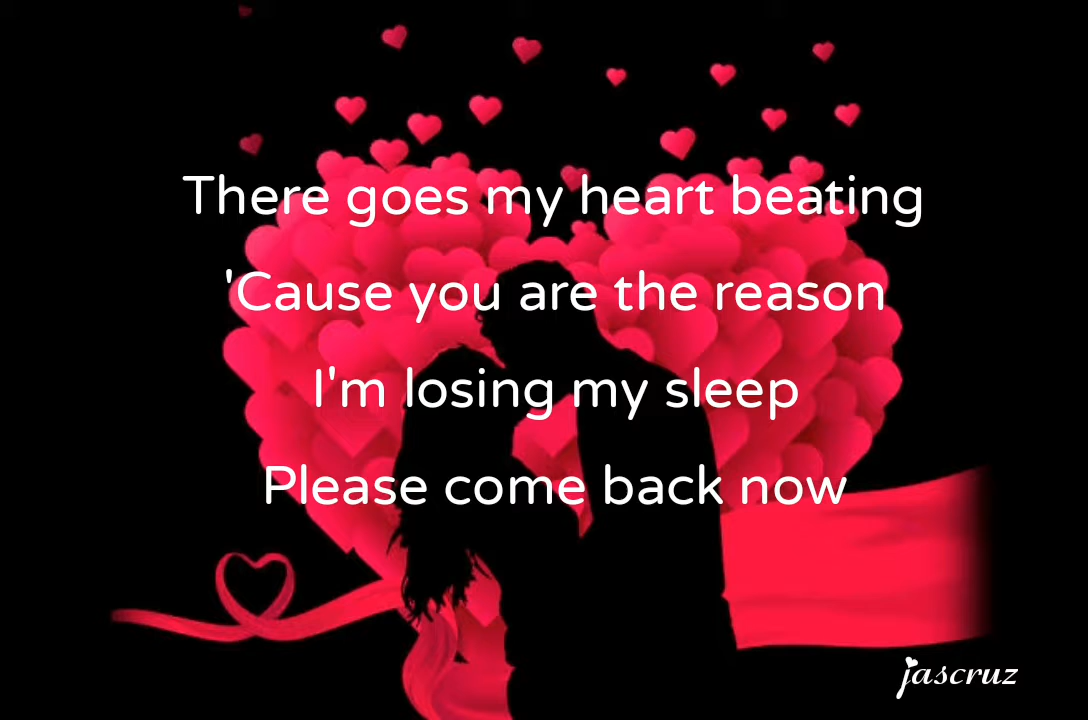 There goes my heart beating
'Cause you are the reason
I'm losing my sleep
Please come back now
jascruz